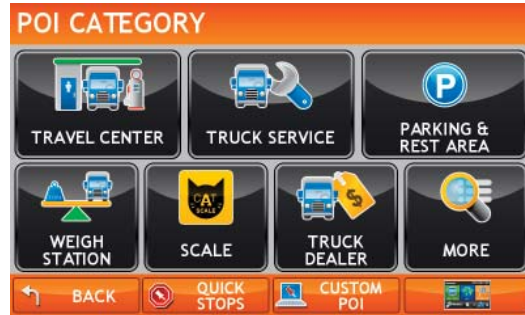 POI CATEGORY
TRAVEL CENTER
TRUCK SERVICE
PARKING &
REST AREA
P
WEIGH
STATION
CAT
SCALE
SCALE
TRUCK
DEALER
$
MORE
BACK
QUICK
STOPS
CUSTOM
POI